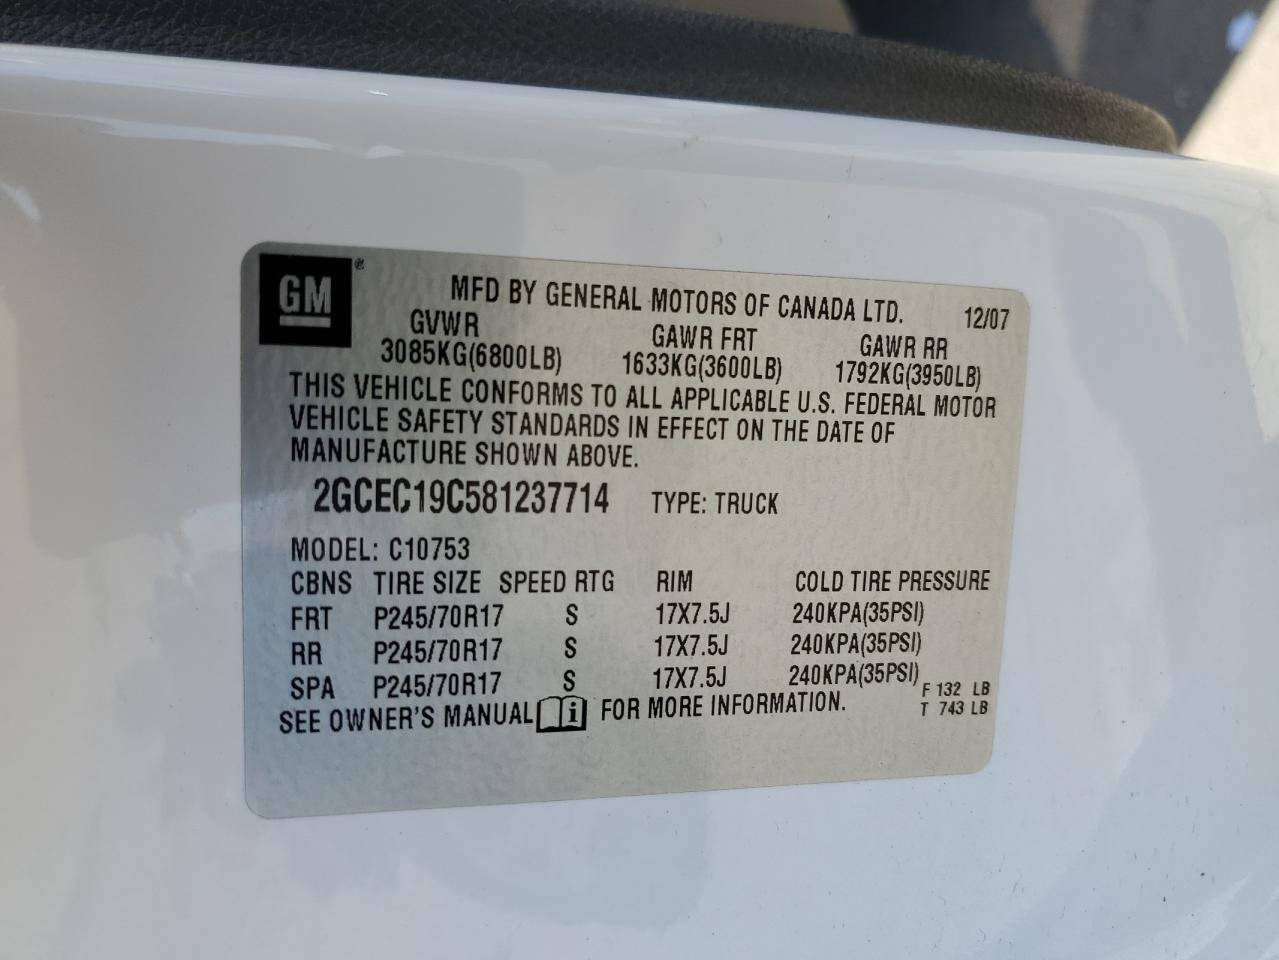 GM®
MFD BY GENERAL MOTORS OF CANADA LTD. 12/07
GVWR GAWR FRT GAWR RR
3085KG(6800LB) 1633KG(3600LB) 1792KG(3950LB)
THIS VEHICLE CONFORMS TO ALL APPLICABLE U.S. FEDERAL MOTOR
VEHICLE SAFETY STANDARDS IN EFFECT ON THE DATE OF
MANUFACTURE SHOWN ABOVE.
2GCEC19C581237714 TYPE: TRUCK
MODEL: C10753
CBNS TIRE SIZE SPEED RTG RIM COLD TIRE PRESSURE
FRT P245/70R17 S 17X7.5J 240KPA(35PSI)
RR P245/70R17 S 17X7.5J 240KPA(35PSI)
SPA P245/70R17 S 17X7.5J 240KPA(35PSI)
F 132 LB
SEE OWNER'S MANUAL i FOR MORE INFORMATION.
T 743 LB